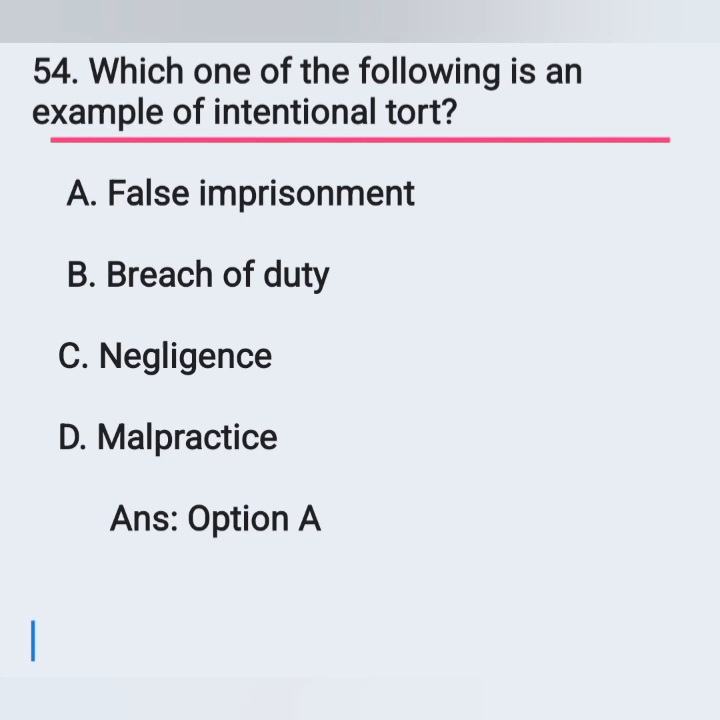 54. Which one of the following is an
example of intentional tort?
A. False imprisonment
B. Breach of duty
C. Negligence
D. Malpractice
Ans: Option A